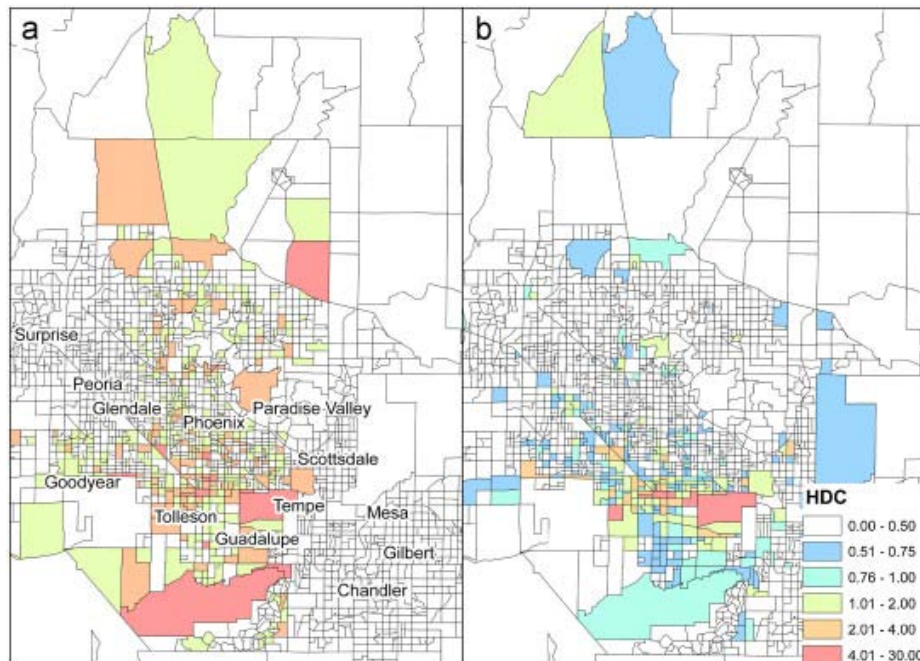 a
b
Surprise
Peoria
Glendale
Paradise Valley
Phoenix
Scottsdale
Goodyear
Tempe
Tolleson
Mesa
Guadalupe
Gilbert
Chandler
HDC
0.00 - 0.50
0.51 - 0.75
0.76 - 1.00
1.01 - 2.00
2.01 - 4.00
4.01 - 30.00